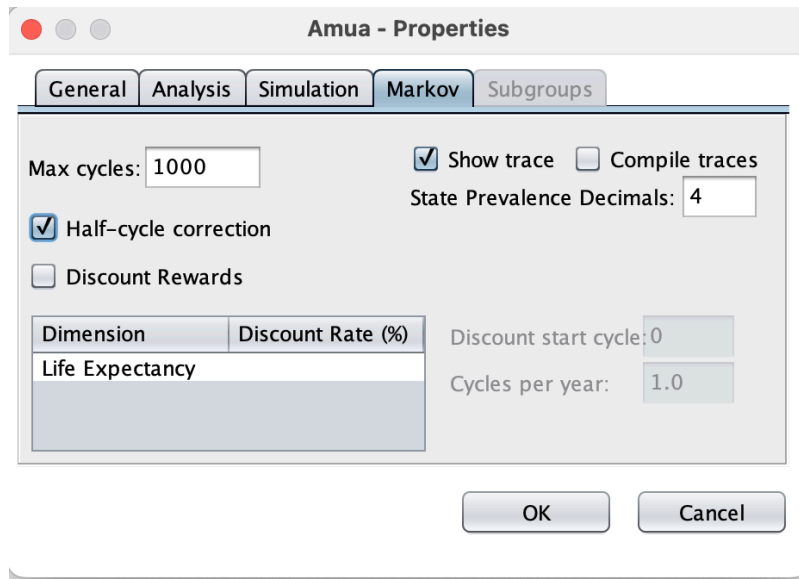 Amua - Properties
General Analysis Simulation Markov Subgroups
Max cycles: 1000
Show trace Compile traces
State Prevalence Decimals: 4
Half-cycle correction
Discount Rewards
Dimension Discount Rate (%)
Life Expectancy
Discount start cycle: 0
Cycles per year: 1.0
OK Cancel